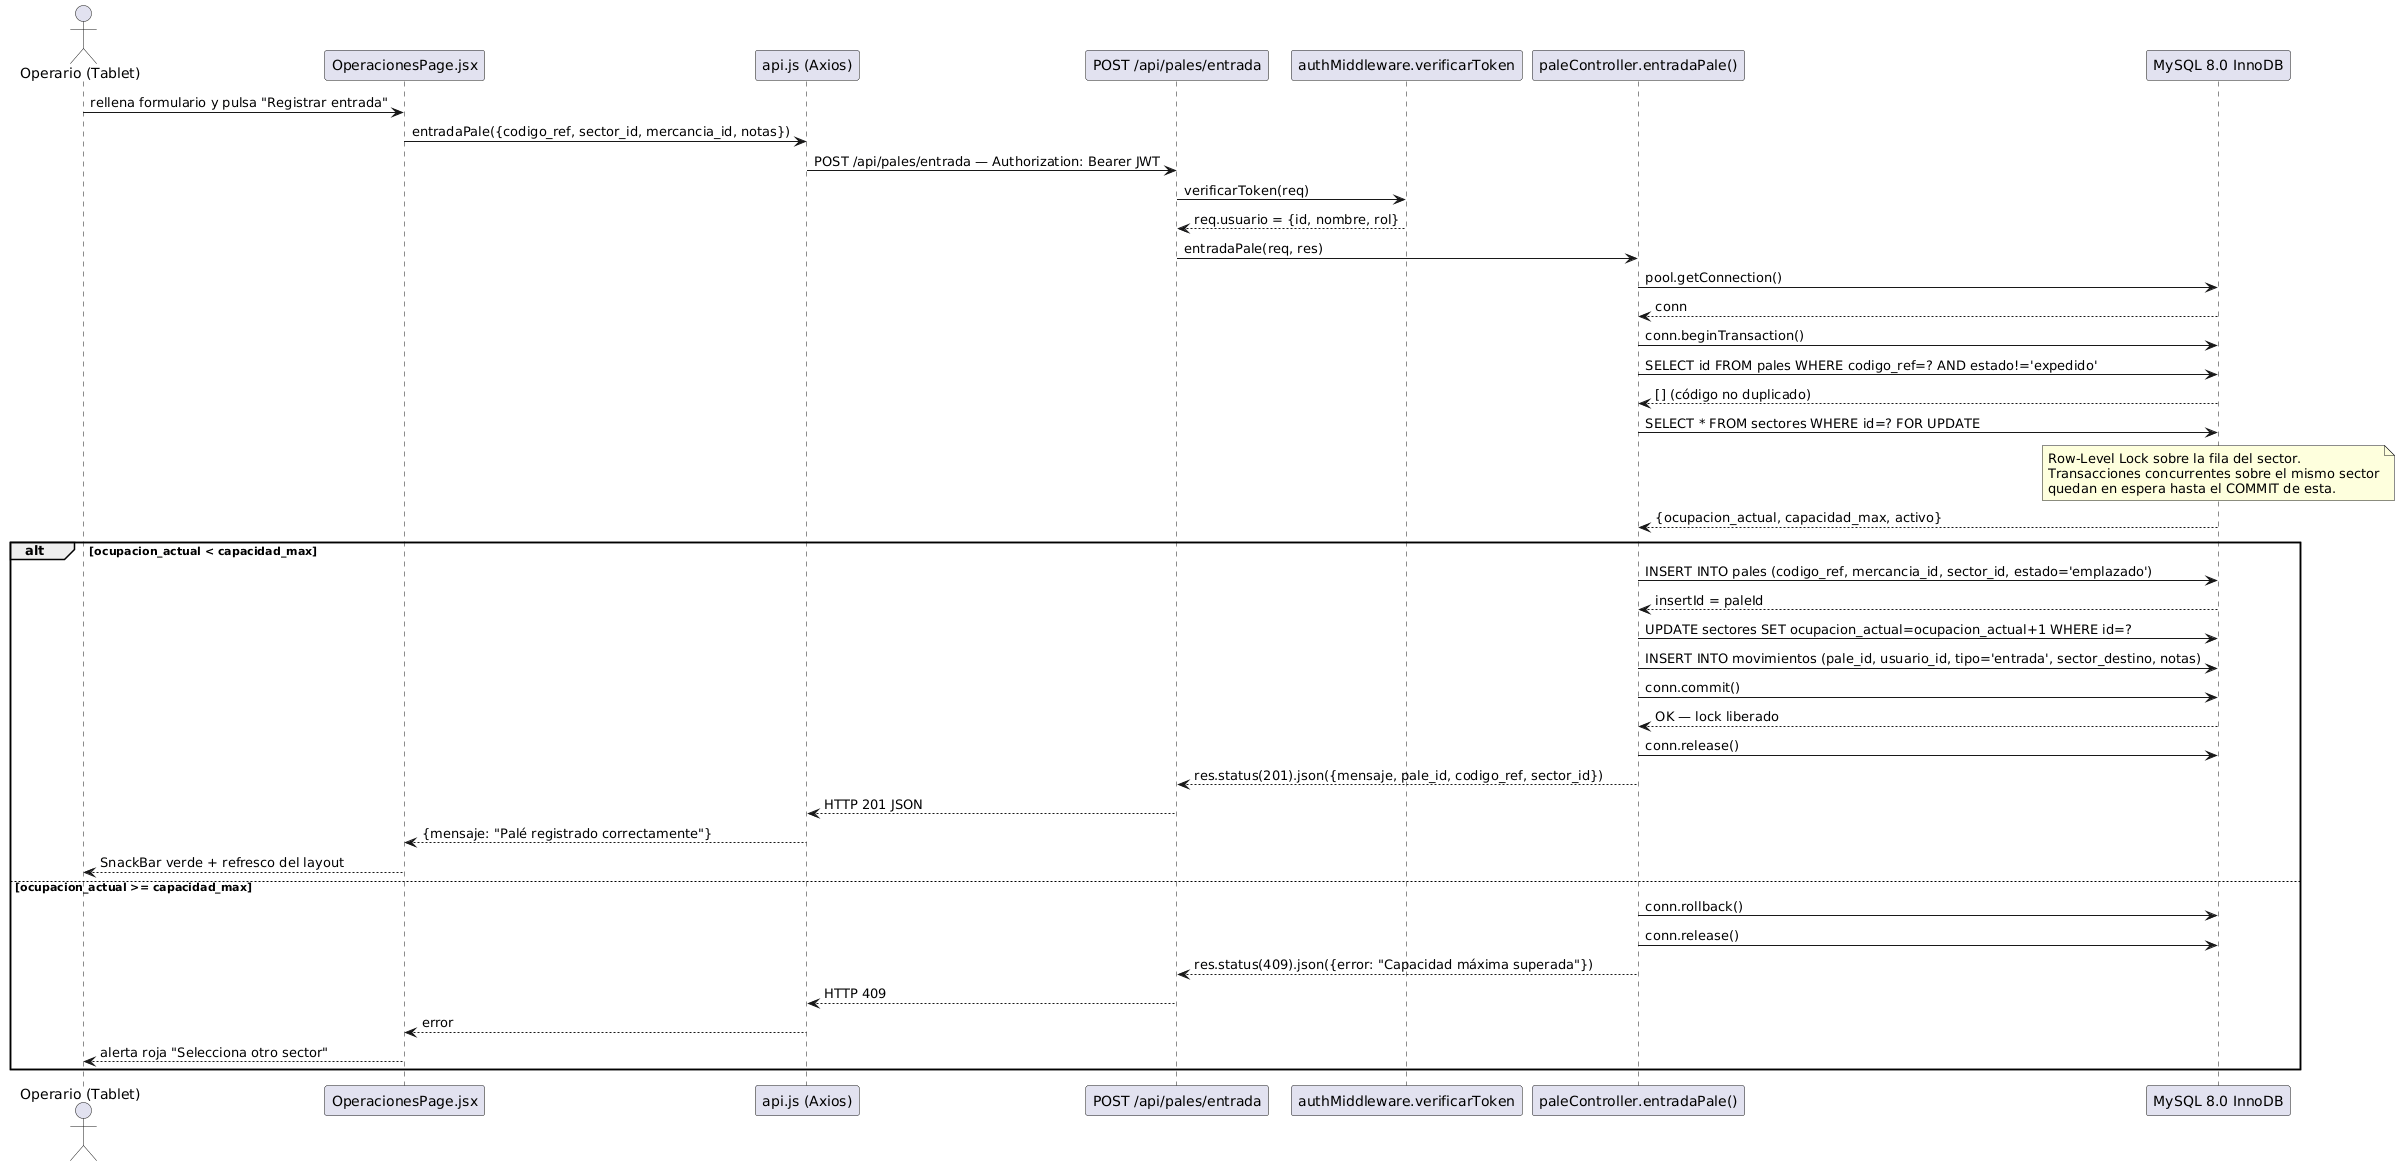 Operario (Tablet)
OperacionesPage.jsx
api.js (Axios)
POST /api/pales/entrada
authMiddleware.verificarToken
paleController.entradaPale()
MySQL 8.0 InnoDB
rellena formulario y pulsa "Registrar entrada"
entradaPale({codigo_ref, sector_id, mercancia_id, notas})
POST /api/pales/entrada — Authorization: Bearer JWT
verificarToken(req)
req.usuario = {id, nombre, rol}
entradaPale(req, res)
pool.getConnection()
conn
conn.beginTransaction()
SELECT id FROM pales WHERE codigo_ref=? AND estado!='expedido'
[] (código no duplicado)
SELECT * FROM sectores WHERE id=? FOR UPDATE
Row-Level Lock sobre la fila del sector.
Transacciones concurrentes sobre el mismo sector
quedan en espera hasta el COMMIT de esta.
{ocupacion_actual, capacidad_max, activo}
alt [ocupacion_actual < capacidad_max]
INSERT INTO pales (codigo_ref, mercancia_id, sector_id, estado='emplazado')
insertId = paleId
UPDATE sectores SET ocupacion_actual=ocupacion_actual+1 WHERE id=?
INSERT INTO movimientos (pale_id, usuario_id, tipo='entrada', sector_destino, notas)
conn.commit()
OK — lock liberado
conn.release()
res.status(201).json({mensaje, pale_id, codigo_ref, sector_id})
HTTP 201 JSON
{mensaje: "Palé registrado correctamente"}
SnackBar verde + refresco del layout
[ocupacion_actual >= capacidad_max]
conn.rollback()
conn.release()
res.status(409).json({error: "Capacidad máxima superada"})
HTTP 409
error
alerta roja "Selecciona otro sector"
Operario (Tablet)
OperacionesPage.jsx
api.js (Axios)
POST /api/pales/entrada
authMiddleware.verificarToken
paleController.entradaPale()
MySQL 8.0 InnoDB